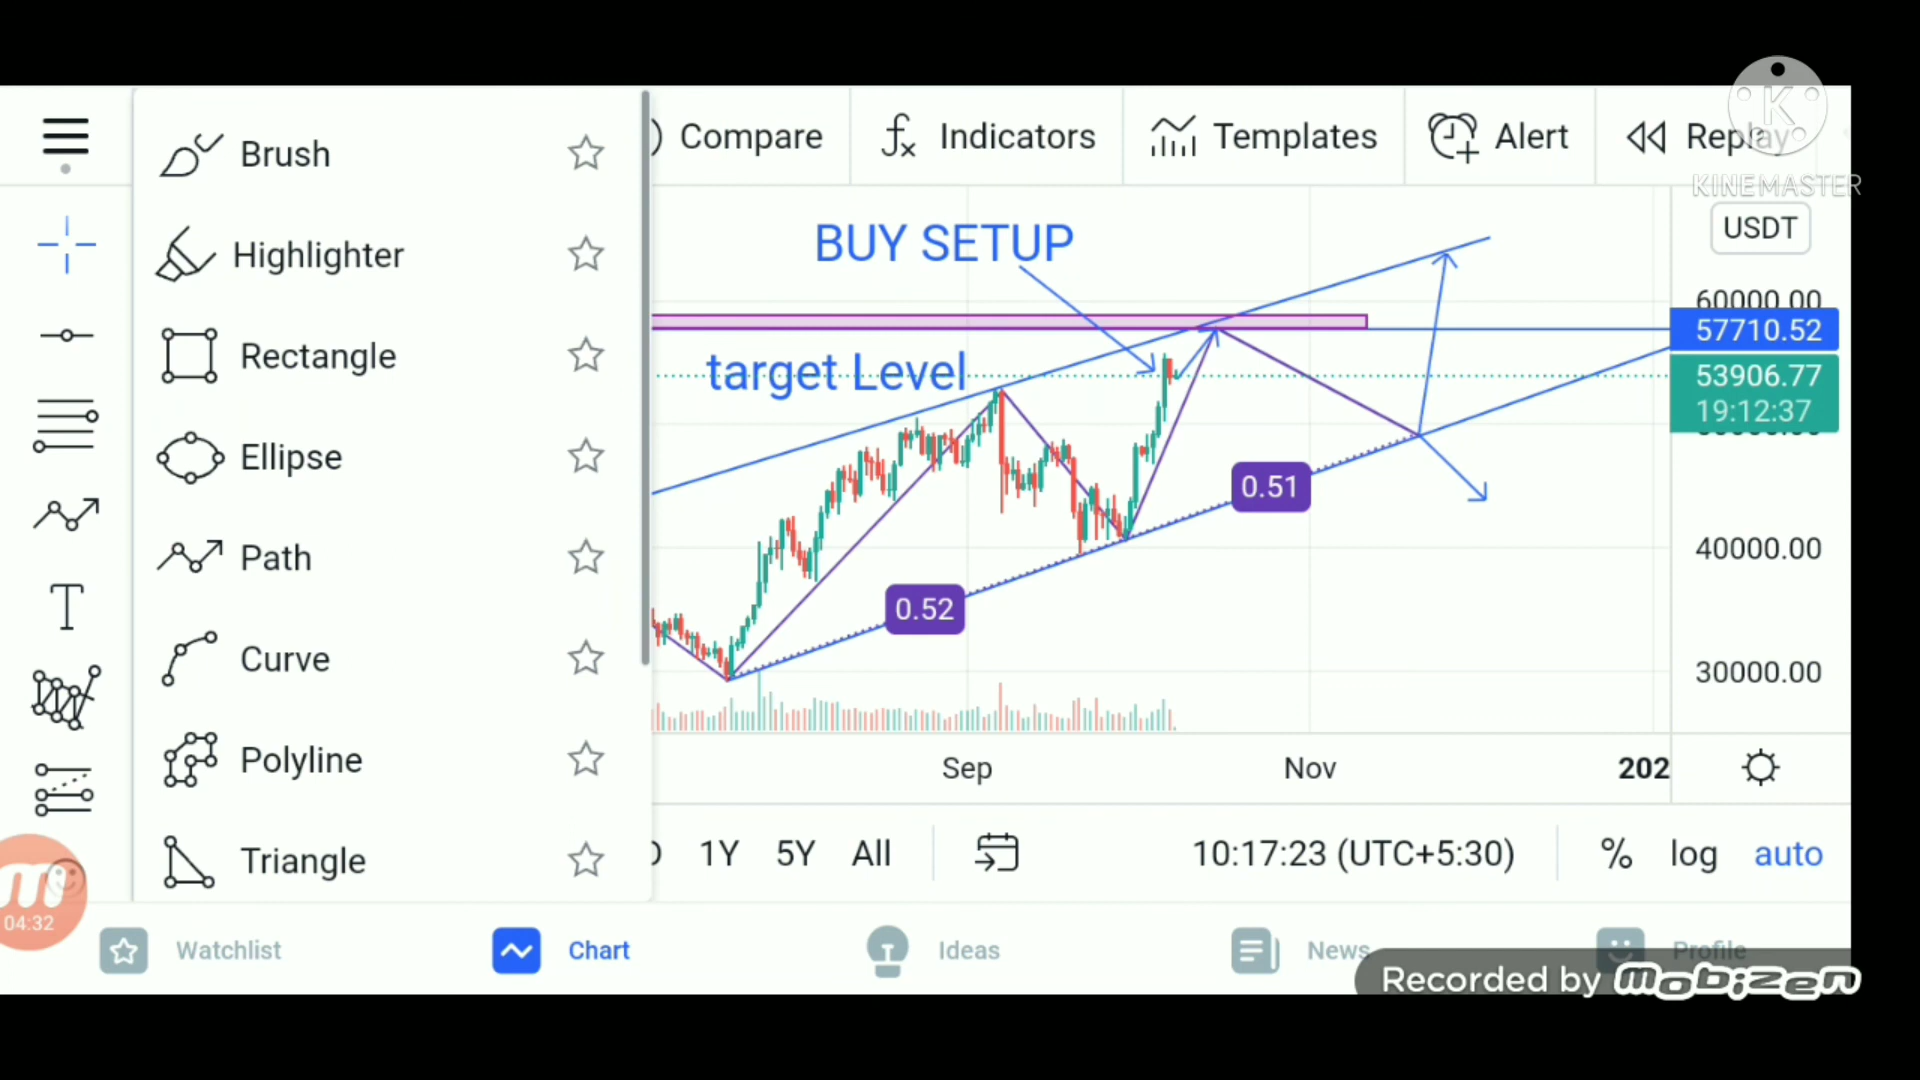 Brush
Highlighter
Rectangle
Ellipse
Path
Curve
Polyline
Triangle
Compare
Indicators
Templates
Alert
Replay
K
KINEMASTER
USDT
BUY SETUP
target Level
0.52
0.51
60000.00
57710.52
53906.77
19:12:37
40000.00
30000.00
Sep Nov 202
1Y 5Y All
10:17:23 (UTC+5:30)
% log auto
04:32
Watchlist Chart Ideas News Profile
Recorded by mobizen